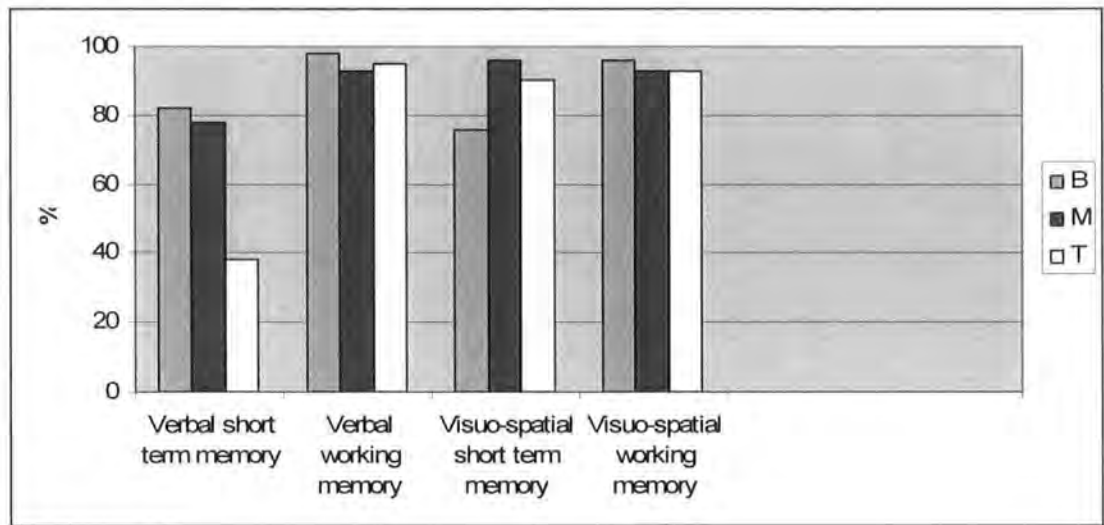 100
80
60
40
20
0
%
Verbal short
term memory
Verbal
working
memory
Visuo-spatial
short term
memory
Visuo-spatial
working
memory
B
M
T